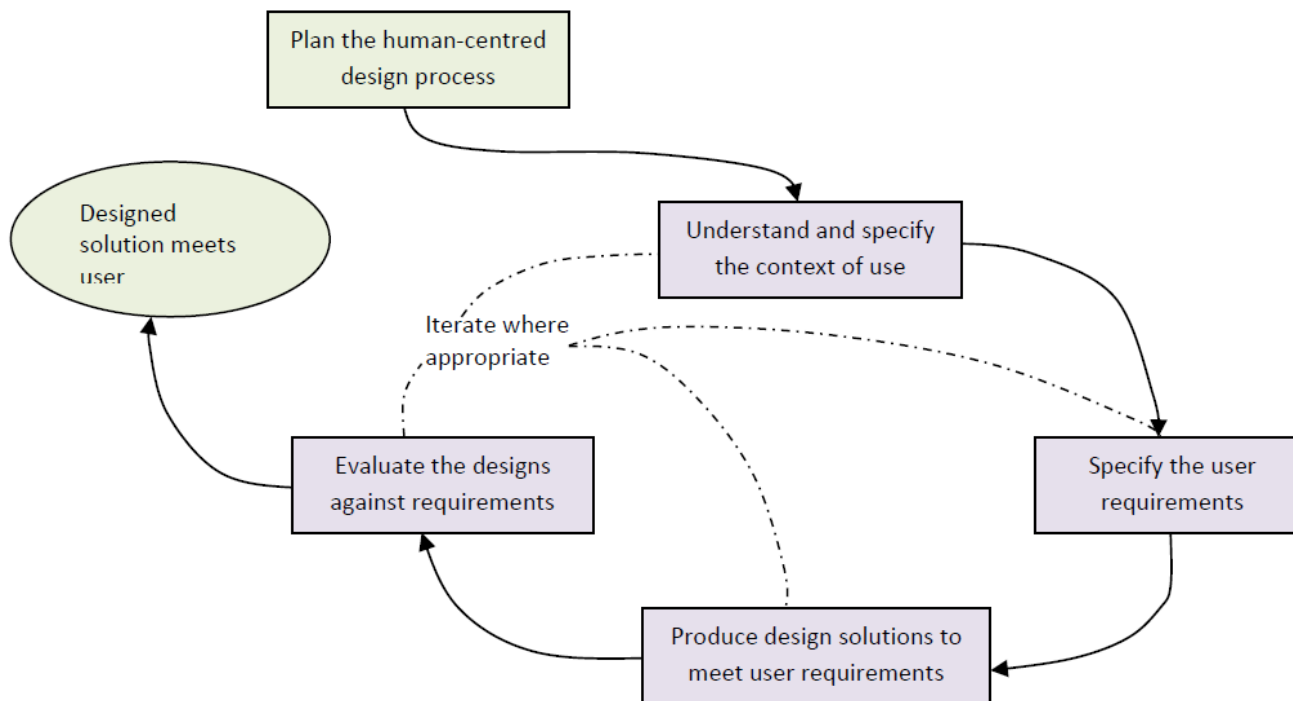 Plan the human-centred
design process
Designed
solution meets
user
Understand and specify
the context of use
Iterate where
appropriate
Evaluate the designs
against requirements
Specify the user
requirements
Produce design solutions to
meet user requirements